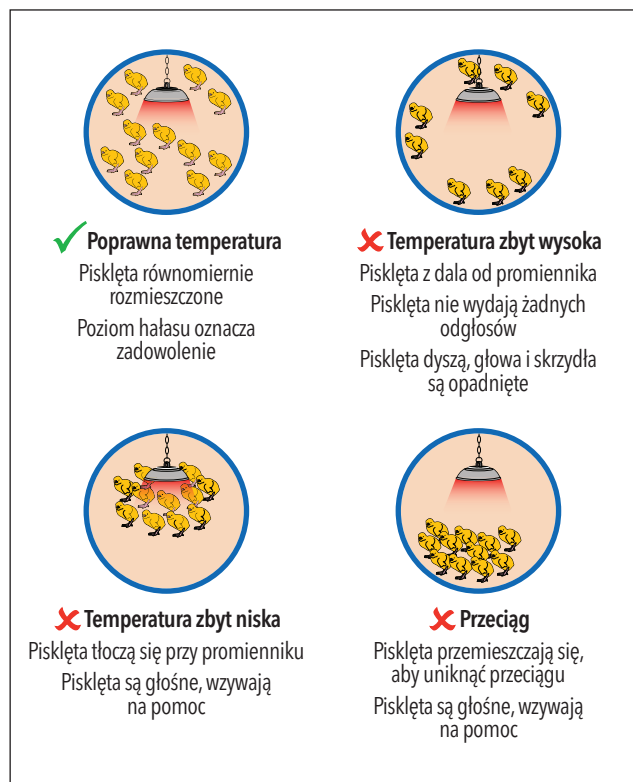 Poprawna temperatura
Pisklęta równomiernie
rozmieszczone
Poziom hałasu oznacza
zadowolenie
Temperatura zbyt wysoka
Pisklęta z dala od promiennika
Pisklęta nie wydają żadnych
odgłosów
Pisklęta dyszą, głowa i skrzydła
są opadnięte
Temperatura zbyt niska
Pisklęta tłoczą się przy promienniku
Pisklęta są głośne, wzywają
na pomoc
Przeciąg
Pisklęta przemieszczają się,
aby uniknąć przeciągu
Pisklęta są głośne, wzywają
na pomoc